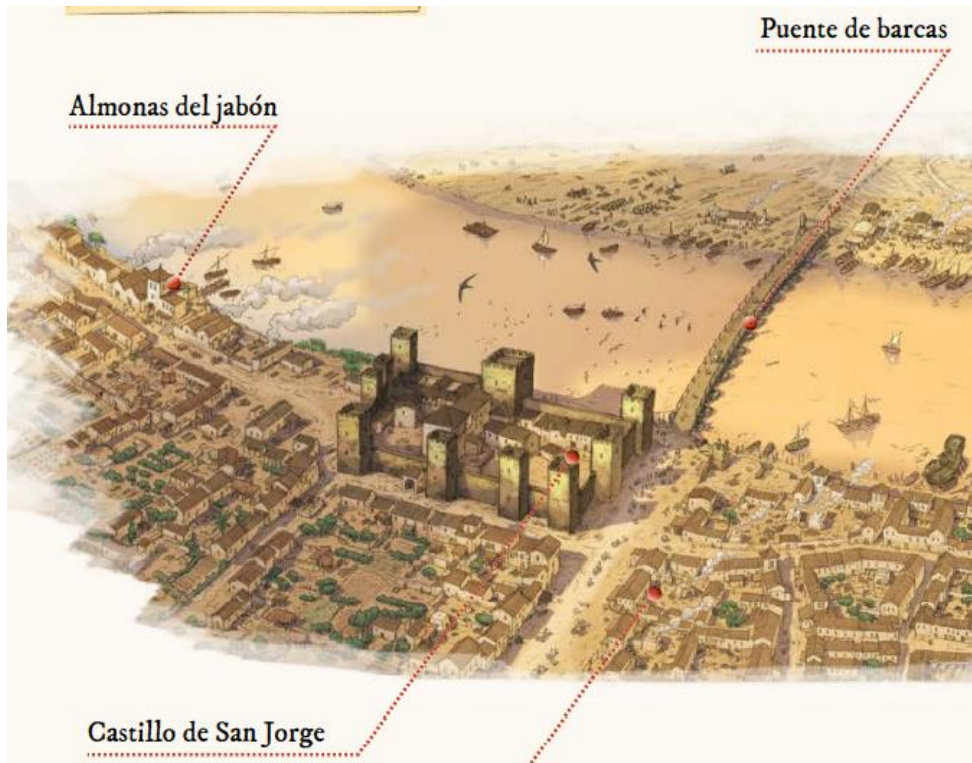 Puente de barcas
Almonas del jabón
Castillo de San Jorge